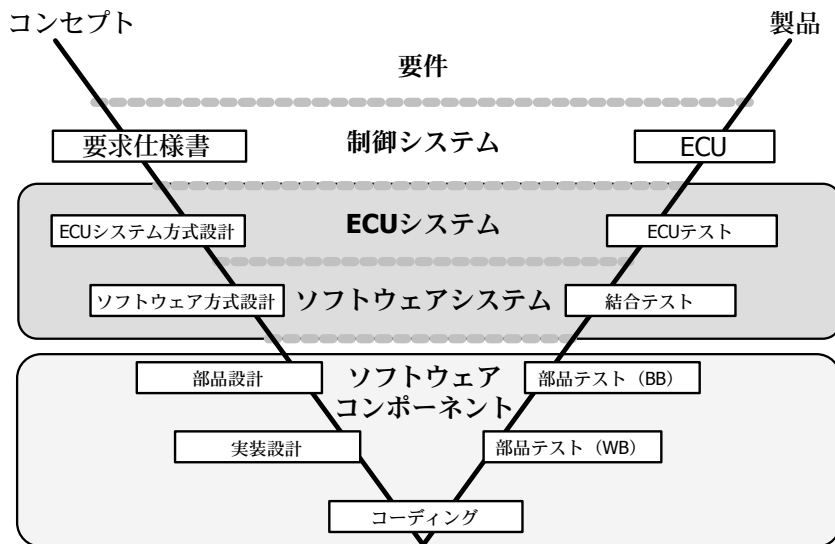 コンセプト
製品
要件
制御システム
要求仕様書
ECU
ECUシステム
ECUシステム方式設計
ECUテスト
ソフトウェア方式設計
ソフトウェアシステム
結合テスト
部品設計
ソフトウェア
コンポーネント
部品テスト（BB）
実装設計
部品テスト（WB）
コーディング